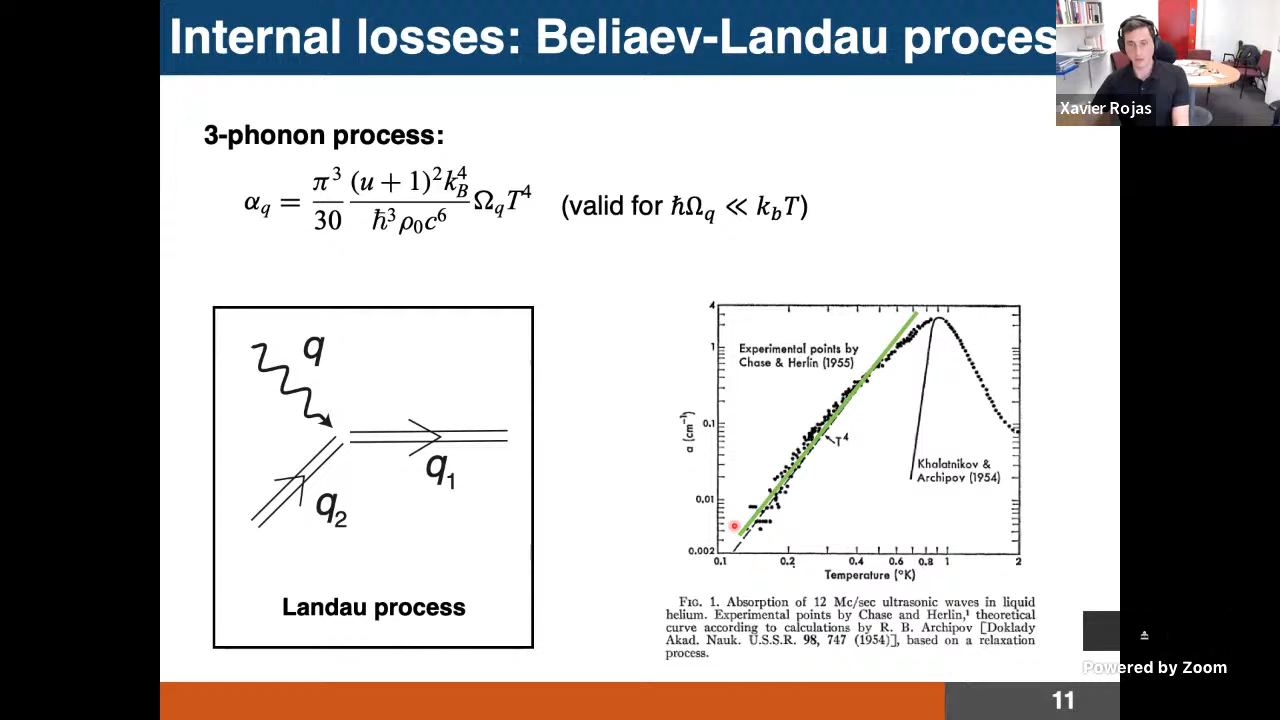 Internal losses: Beliaev-Landau proces
Xavier Rojas
3-phonon process:
α_q = π³/30 (u + 1)²k_B⁴/ħ³ρ₀c⁶ Ω_qT⁴ (valid for ħΩ_q ≪ k_bT)
q
q₁
q₂
Landau process
4
1
0.1
0.01
0.002
a (cm⁻¹)
Experimental points by
Chase & Herlin (1955)
T⁴
Khalatnikov &
Archipov (1954)
0.1 0.2 0.4 0.6 0.8 1 2
Temperature (°K)
FIG. 1. Absorption of 12 Mc/sec ultrasonic waves in liquid
helium. Experimental points by Chase and Herlin,¹ theoretical
curve according to calculations by R. B. Archipov [Doklady
Akad. Nauk. U.S.S.R. 98, 747 (1954)], based on a relaxation
process.
Powered by Zoom
11